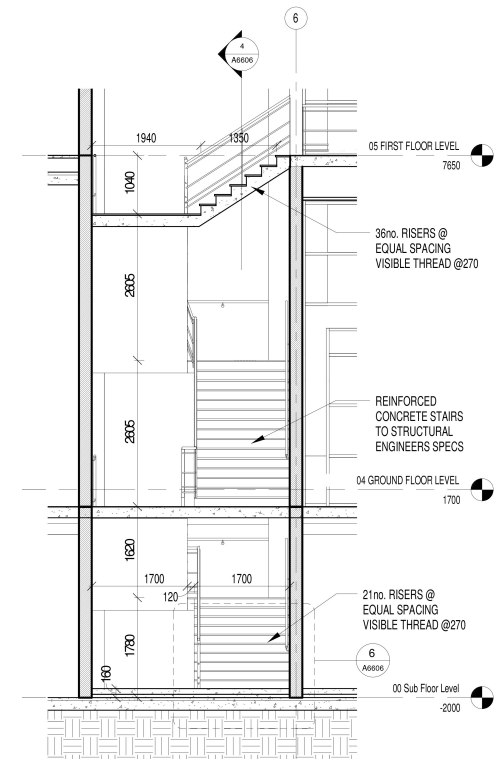 6
4
A6606
1940
1350
05 FIRST FLOOR LEVEL
7650
1040
36no. RISERS @
EQUAL SPACING
VISIBLE THREAD @270
2605
REINFORCED
CONCRETE STAIRS
TO STRUCTURAL
ENGINEERS SPECS
2605
04 GROUND FLOOR LEVEL
1700
1620
1700
1700
120
21no. RISERS @
EQUAL SPACING
VISIBLE THREAD @270
1780
6
A6606
160
00 Sub Floor Level
-2000